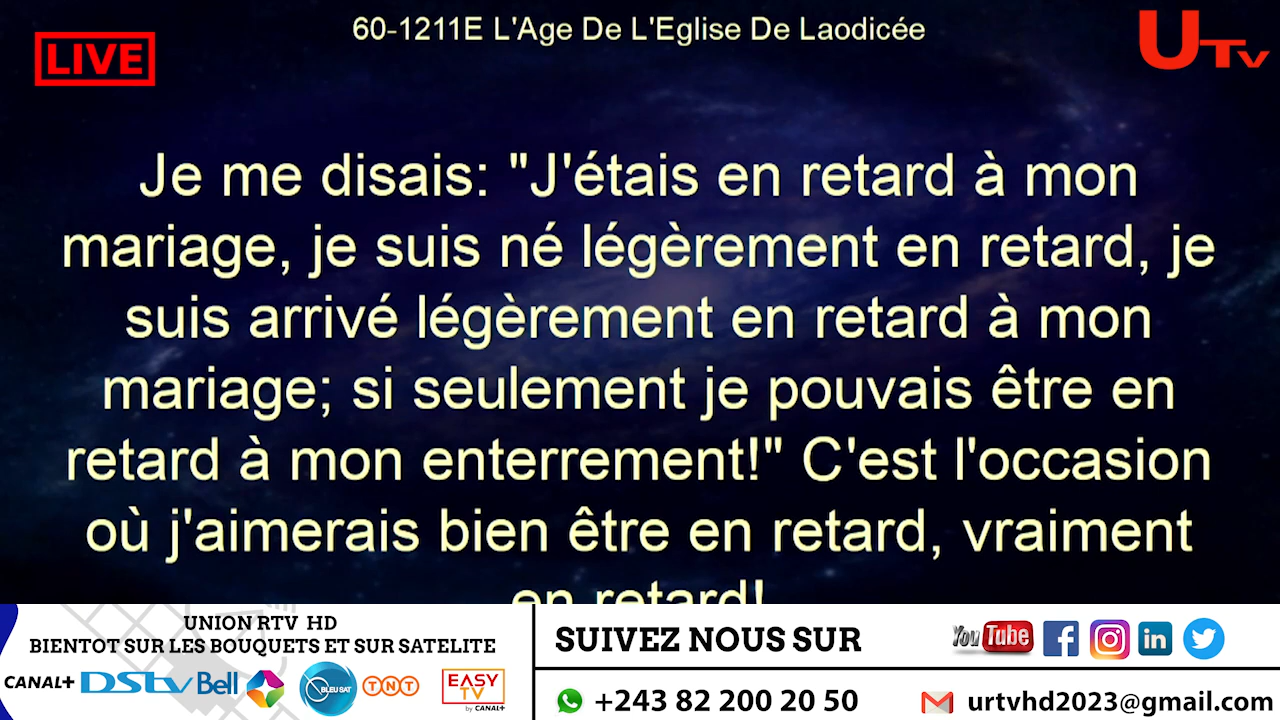 60-1211E L'Age De L'Eglise De Laodicée
LIVE
UTv
Je me disais: "J'étais en retard à mon
mariage, je suis né légèrement en retard, je
suis arrivé légèrement en retard à mon
mariage; si seulement je pouvais être en
retard à mon enterrement!" C'est l'occasion
où j'aimerais bien être en retard, vraiment
en retard!
UNION RTV HD
BIENTOT SUR LES BOUQUETS ET SUR SATELITE
CANAL+ DStv Bell BLEU SAT TNT EASY TV by CANAL+
SUIVEZ NOUS SUR
YouTube
+243 82 200 20 50
urtvhd2023@gmail.com